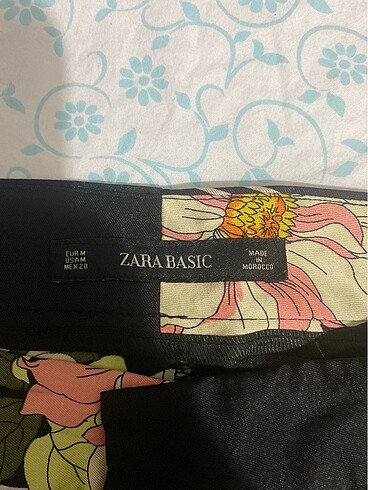 EUR M
USA M
MEX 28
ZARA BASIC
MADE
IN
MOROCCO